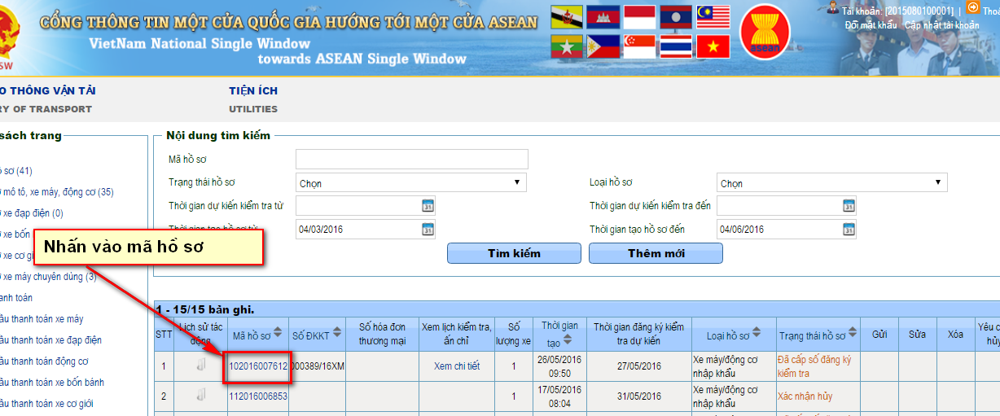 CỔNG THÔNG TIN MỘT CỬA QUỐC GIA HƯỚNG TỚI MỘT CỬA ASEAN
VietNam National Single Window
towards ASEAN Single Window
SW
asean
Tài khoản: [2015080100001] | Thoá
Đổi mật khẩu Cập nhật tài khoản
O THÔNG VẬN TẢI TIỆN ÍCH
RY OF TRANSPORT UTILITIES
sách trang
ồ sơ (41)
ơ mô tô, xe máy, động cơ (35)
ơ xe đạp điện (0)
ơ xe bốn
ơ xe cơ gi
ơ xe máy chuyên dùng (3)
anh toán
ầu thanh toán xe máy
ầu thanh toán xe đạp điện
ầu thanh toán động cơ
ầu thanh toán xe bốn bánh
ầu thanh toán xe cơ giới
Nội dung tìm kiếm
Mã hồ sơ
Trạng thái hồ sơ Chọn Loại hồ sơ Chọn
Thời gian dự kiến kiểm tra từ 31 Thời gian dự kiến kiểm tra đến 31
Thời gian tạo hồ sơ từ 04/03/2016 31 Thời gian tạo hồ sơ đến 04/06/2016 31
Nhấn vào mã hồ sơ
Tìm kiếm Thêm mới
1 - 15/15 bản ghi.
STT Lịch sử tác động Mã hồ sơ Số ĐKKT Số hóa đơn thương mại Xem lịch kiểm tra, ấn chỉ Số lượng xe Thời gian tạo Thời gian đăng ký kiểm tra dự kiến Loại hồ sơ Trạng thái hồ sơ Gửi Sửa Xóa Yêu c hủy
1 102016007612 000389/16XM Xem chi tiết 1 26/05/2016 09:50 27/05/2016 Xe máy/động cơ nhập khẩu Đã cấp số đăng ký kiểm tra
2 112016006853 1 17/05/2016 08:04 31/05/2016 Xe máy/động cơ nhập khẩu Xác nhận hủy